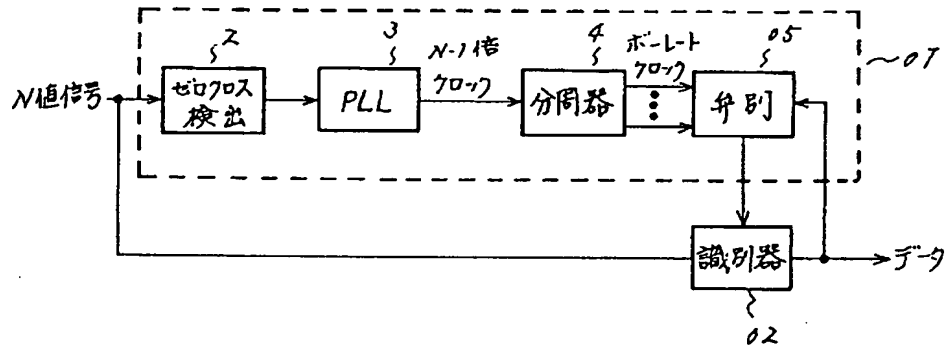 2
3
N-1倍
クロック
4
ボーレート
クロック
05
07
N値信号
ゼロクロス
検出
PLL
分周器
弁別
識別器
データ
02